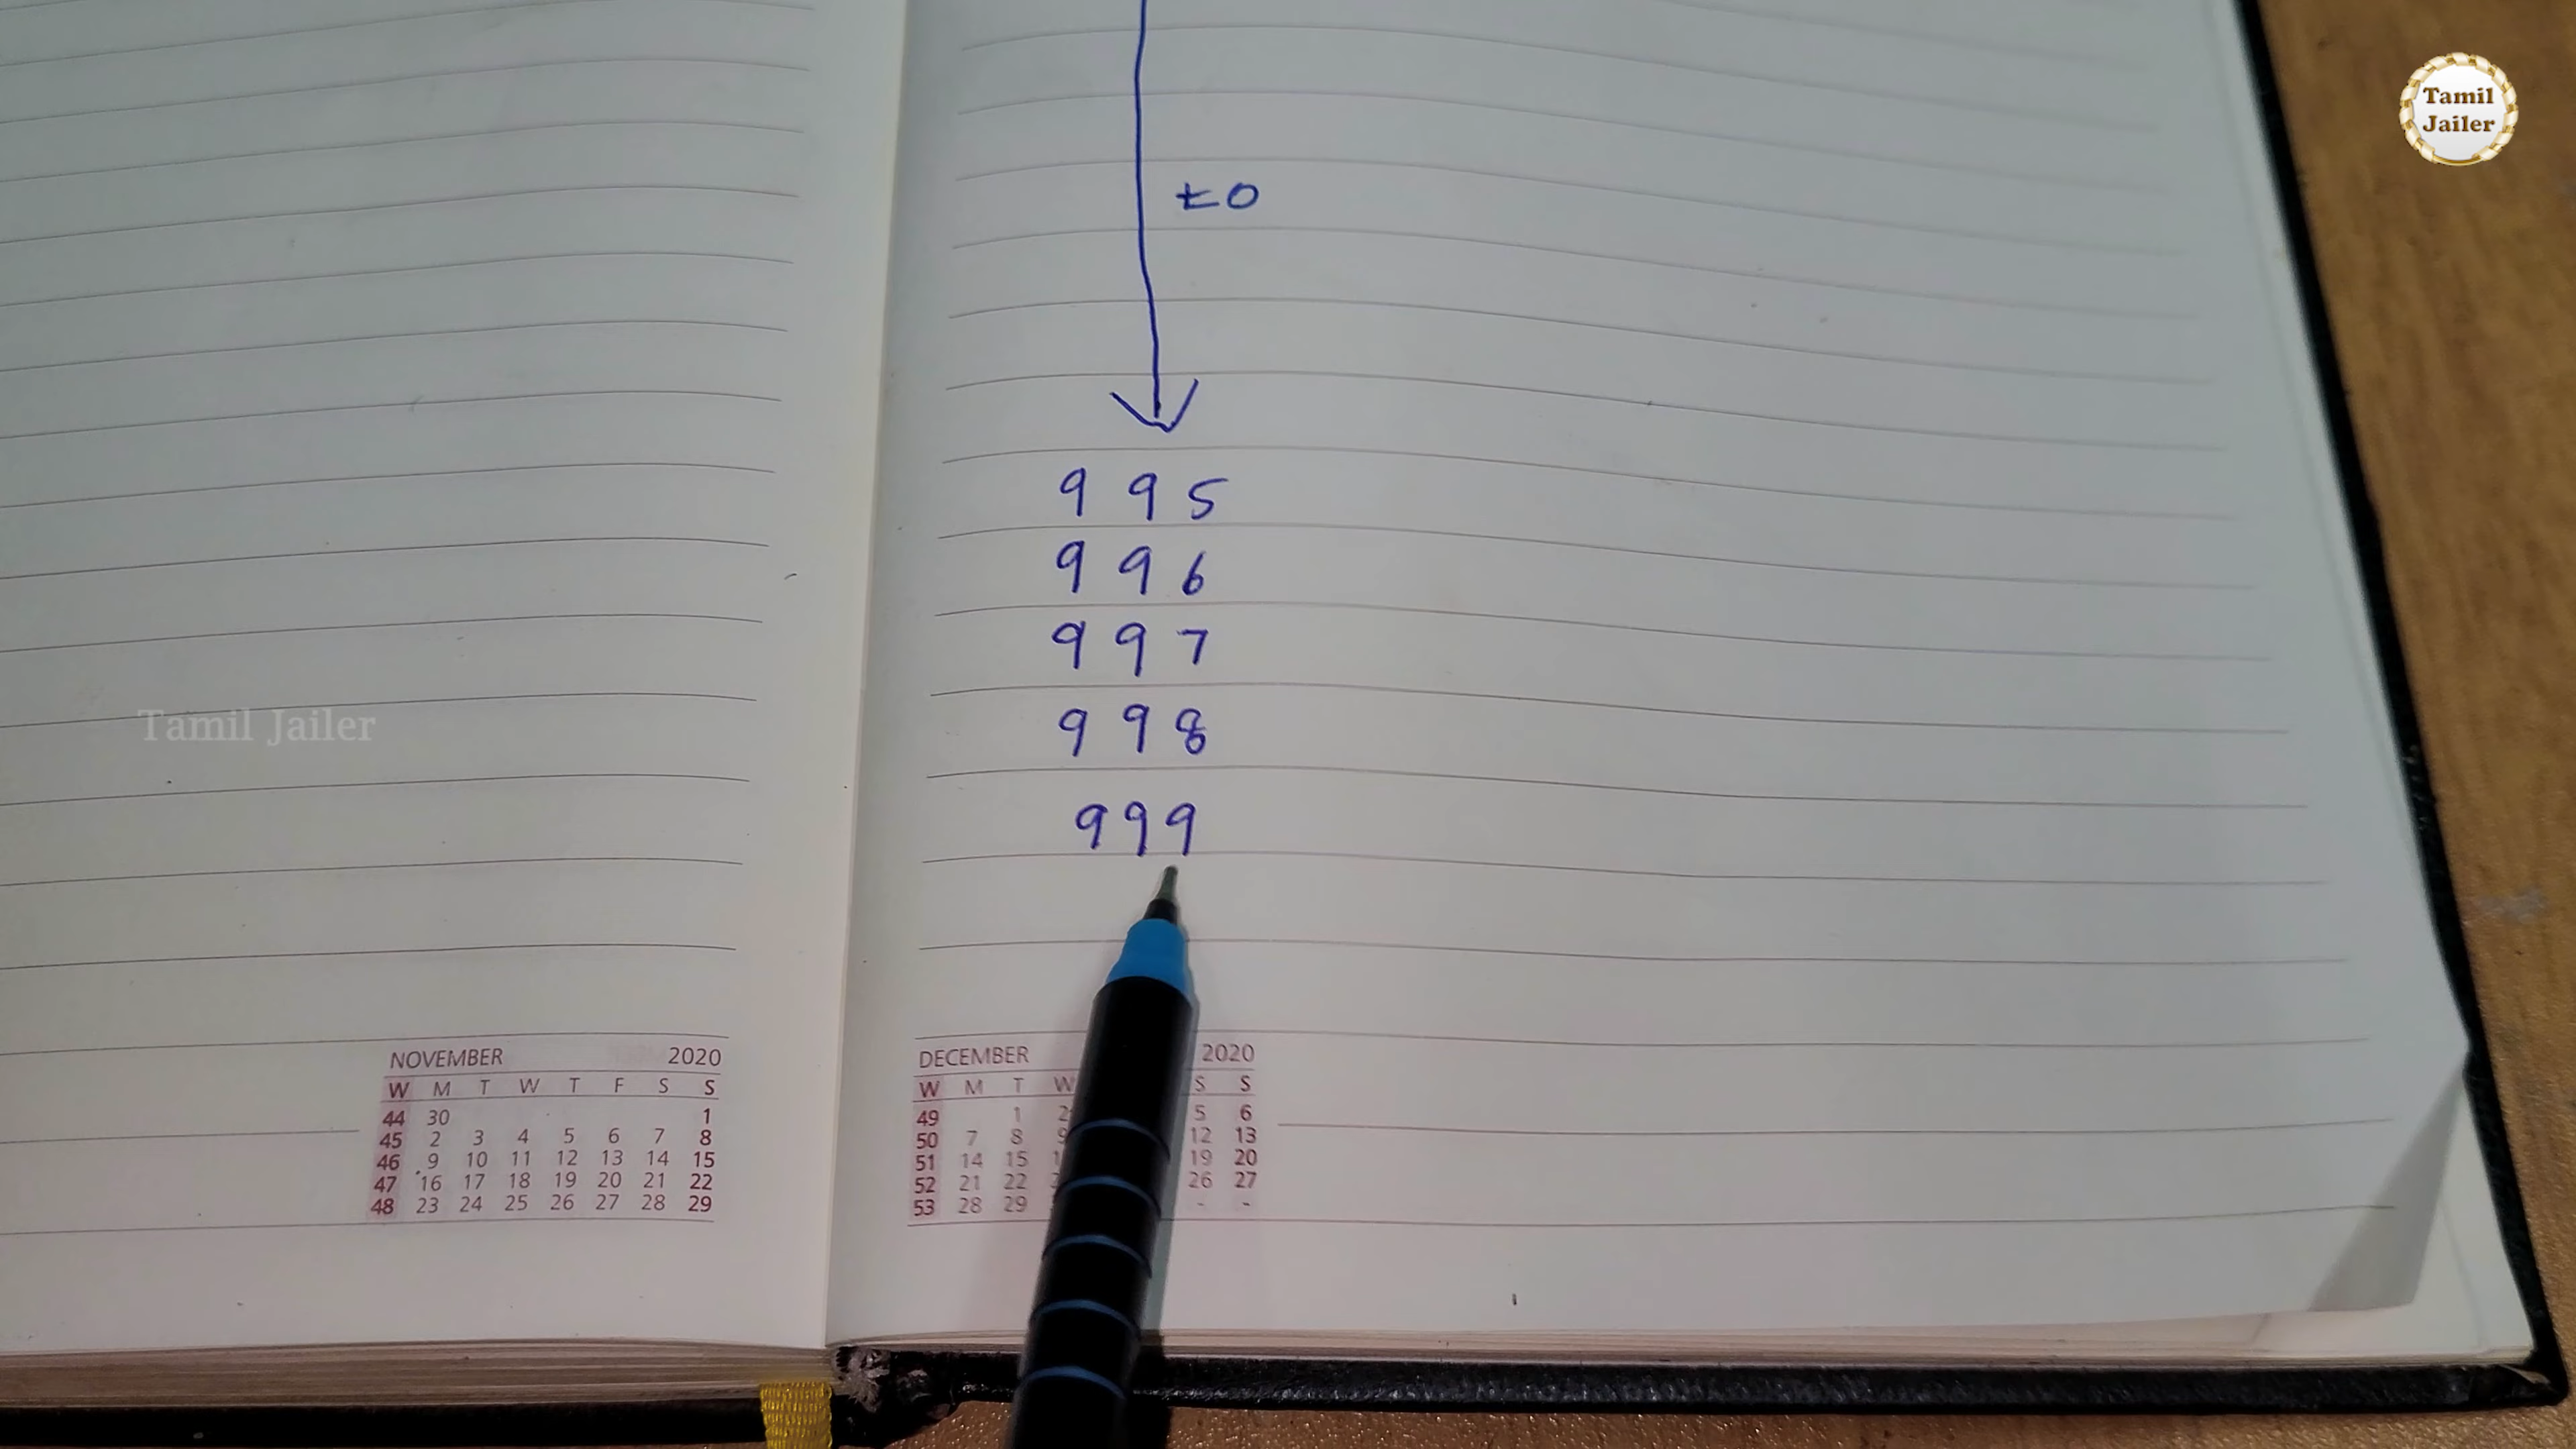 Tamil
Jailer
to
995
996
997
998
999
Tamil Jailer
NOVEMBER 2020
W M T W T F S S
44 30 1
45 2 3 4 5 6 7 8
46 9 10 11 12 13 14 15
47 16 17 18 19 20 21 22
48 23 24 25 26 27 28 29
DECEMBER 2020
W M T W S S
49 1 2 5 6
50 7 8 9 12 13
51 14 15 19 20
52 21 22 26 27
53 28 29 - -